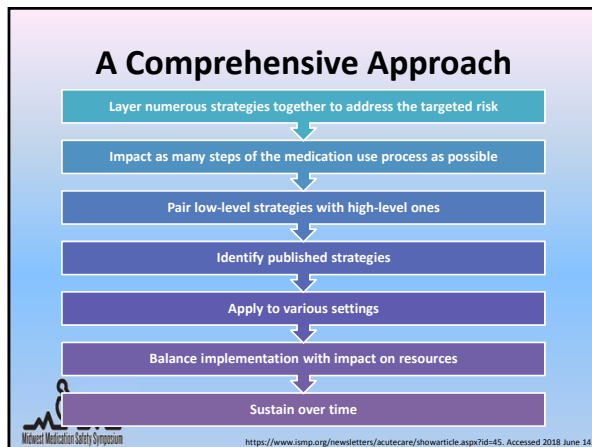 A Comprehensive Approach
Layer numerous strategies together to address the targeted risk
Impact as many steps of the medication use process as possible
Pair low-level strategies with high-level ones
Identify published strategies
Apply to various settings
Balance implementation with impact on resources
Sustain over time
Midwest Medication Safety Symposium
https://www.ismp.org/newsletters/acutecare/showarticle.aspx?id=45. Accessed 2018 June 14